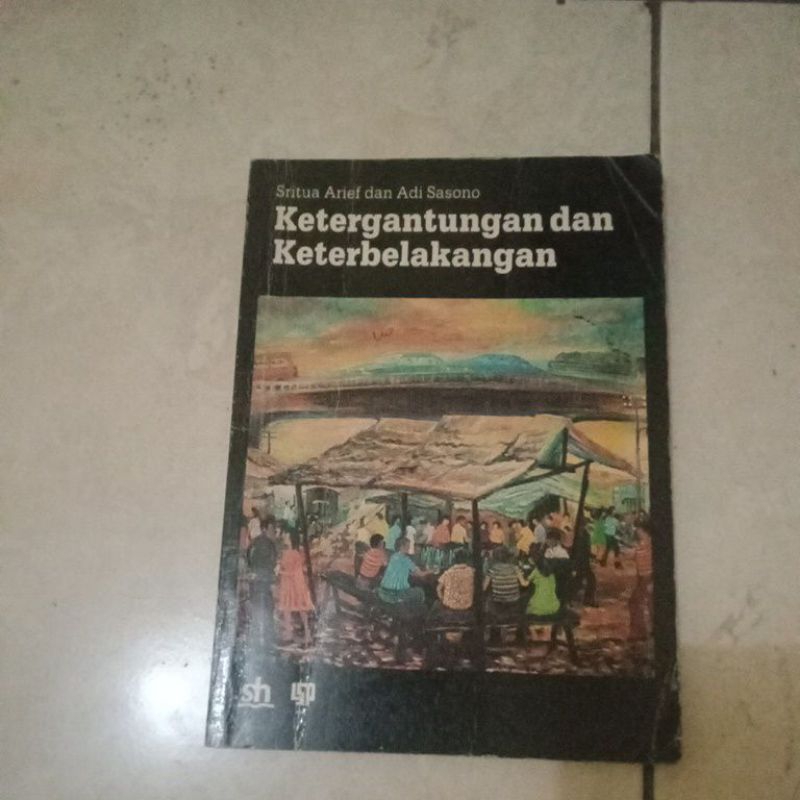 Sritua Arief dan Adi Sasono
Ketergantungan dan
Keterbelakangan
sh
lsp